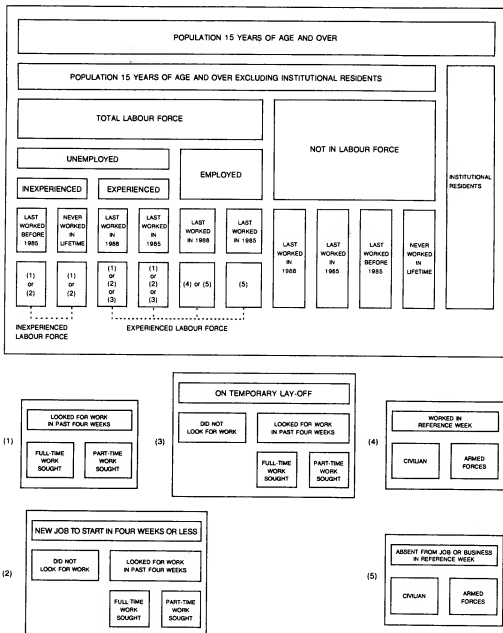 POPULATION 15 YEARS OF AGE AND OVER
POPULATION 15 YEARS OF AGE AND OVER EXCLUDING INSTITUTIONAL RESIDENTS
INSTITUTIONAL
RESIDENTS
TOTAL LABOUR FORCE
NOT IN LABOUR FORCE
UNEMPLOYED
EMPLOYED
INEXPERIENCED
EXPERIENCED
LAST
WORKED
BEFORE
1985
NEVER
WORKED
IN
LIFETIME
LAST
WORKED
IN 1986
LAST
WORKED
IN 1985
LAST
WORKED
IN 1986
LAST
WORKED
IN 1985
LAST
WORKED
IN
1986
LAST
WORKED
IN
1985
LAST
WORKED
BEFORE
1985
NEVER
WORKED
IN
LIFETIME
(1)
or
(2)
(1)
or
(2)
(1)
or
(2)
or
(3)
(1)
or
(2)
or
(3)
(4) or (5)
(5)
INEXPERIENCED
LABOUR FORCE
EXPERIENCED LABOUR FORCE
(1)
LOOKED FOR WORK
IN PAST FOUR WEEKS
FULL-TIME
WORK
SOUGHT
PART-TIME
WORK
SOUGHT
(3)
ON TEMPORARY LAY-OFF
DID NOT
LOOK FOR WORK
LOOKED FOR WORK
IN PAST FOUR WEEKS
FULL-TIME
WORK
SOUGHT
PART-TIME
WORK
SOUGHT
(4)
WORKED IN
REFERENCE WEEK
CIVILIAN
ARMED
FORCES
(2)
NEW JOB TO START IN FOUR WEEKS OR LESS
DID NOT
LOOK FOR WORK
LOOKED FOR WORK
IN PAST FOUR WEEKS
FULL-TIME
WORK
SOUGHT
PART-TIME
WORK
SOUGHT
(5)
ABSENT FROM JOB OR BUSINESS
IN REFERENCE WEEK
CIVILIAN
ARMED
FORCES